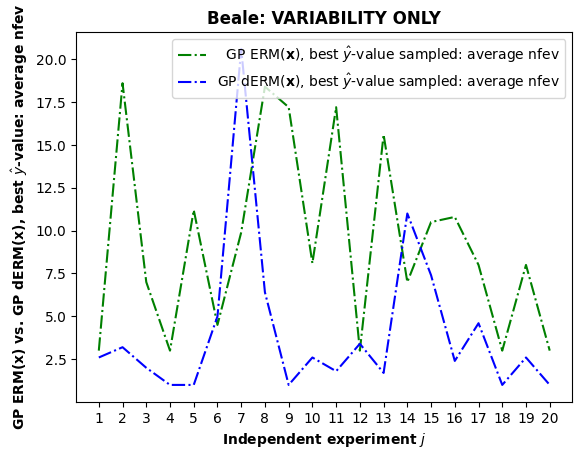 Beale: VARIABILITY ONLY
GP ERM(x), best ŷ-value sampled: average nfev
GP dERM(x), best ŷ-value sampled: average nfev
GP ERM(x) vs. GP dERM(x), best ŷ-value: average nfev
20.0
17.5
15.0
12.5
10.0
7.5
5.0
2.5
1 2 3 4 5 6 7 8 9 10 11 12 13 14 15 16 17 18 19 20
Independent experiment j